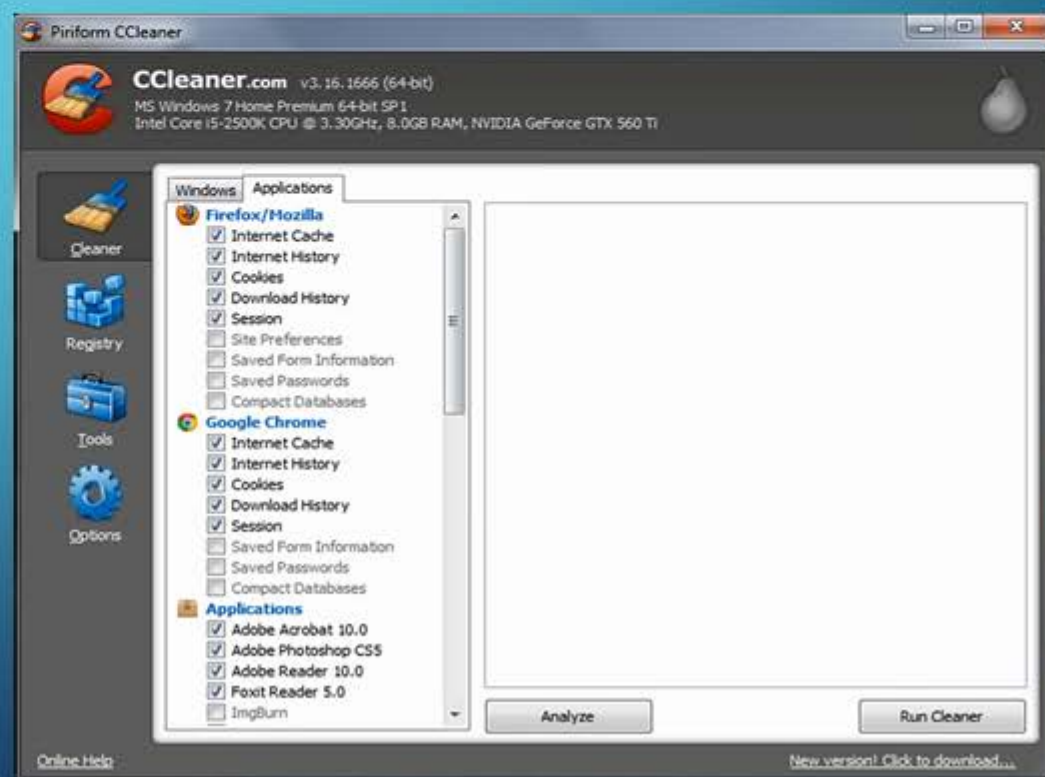 Piriform CCleaner
CCleaner.com v3.16.1666 (64-bit)
MS Windows 7 Home Premium 64-bit SP1
Intel Core i5-2500K CPU @ 3.30GHz, 8.0GB RAM, NVIDIA GeForce GTX 560 Ti
Cleaner
Registry
Tools
Options
Windows Applications
Firefox/Mozilla
Internet Cache
Internet History
Cookies
Download History
Session
Site Preferences
Saved Form Information
Saved Passwords
Compact Databases
Google Chrome
Internet Cache
Internet History
Cookies
Download History
Session
Saved Form Information
Saved Passwords
Compact Databases
Applications
Adobe Acrobat 10.0
Adobe Photoshop CS5
Adobe Reader 10.0
Foxit Reader 5.0
ImgBurn
Analyze
Run Cleaner
Online Help
New version! Click to download...